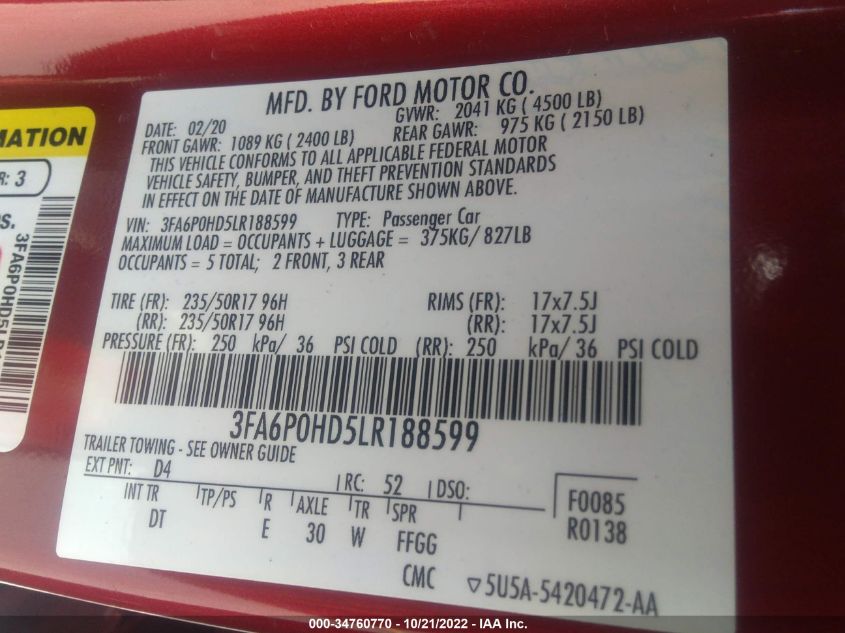 MFD. BY FORD MOTOR CO.
DATE: 02/20 GVWR: 2041 KG ( 4500 LB)
FRONT GAWR: 1089 KG ( 2400 LB) REAR GAWR: 975 KG ( 2150 LB)
THIS VEHICLE CONFORMS TO ALL APPLICABLE FEDERAL MOTOR
VEHICLE SAFETY, BUMPER, AND THEFT PREVENTION STANDARDS
IN EFFECT ON THE DATE OF MANUFACTURE SHOWN ABOVE.
VIN: 3FA6P0HD5LR188599 TYPE: Passenger Car
MAXIMUM LOAD = OCCUPANTS + LUGGAGE = 375KG/ 827LB
OCCUPANTS = 5 TOTAL; 2 FRONT, 3 REAR
TIRE (FR): 235/50R17 96H RIMS (FR): 17x7.5J
(RR): 235/50R17 96H (RR): 17x7.5J
PRESSURE (FR): 250 kPa/ 36 PSI COLD (RR): 250 kPa/ 36 PSI COLD
3FA6P0HD5LR188599
TRAILER TOWING - SEE OWNER GUIDE
EXT PNT: D4 RC: 52 DSO:
INT TR TP/PS R AXLE TR SPR F0085
DT E 30 W FFGG R0138
CMC ▽5U5A-5420472-AA
MATION
R: 3
3FA6P0HD5LR
000-34760770 - 10/21/2022 - IAA Inc.